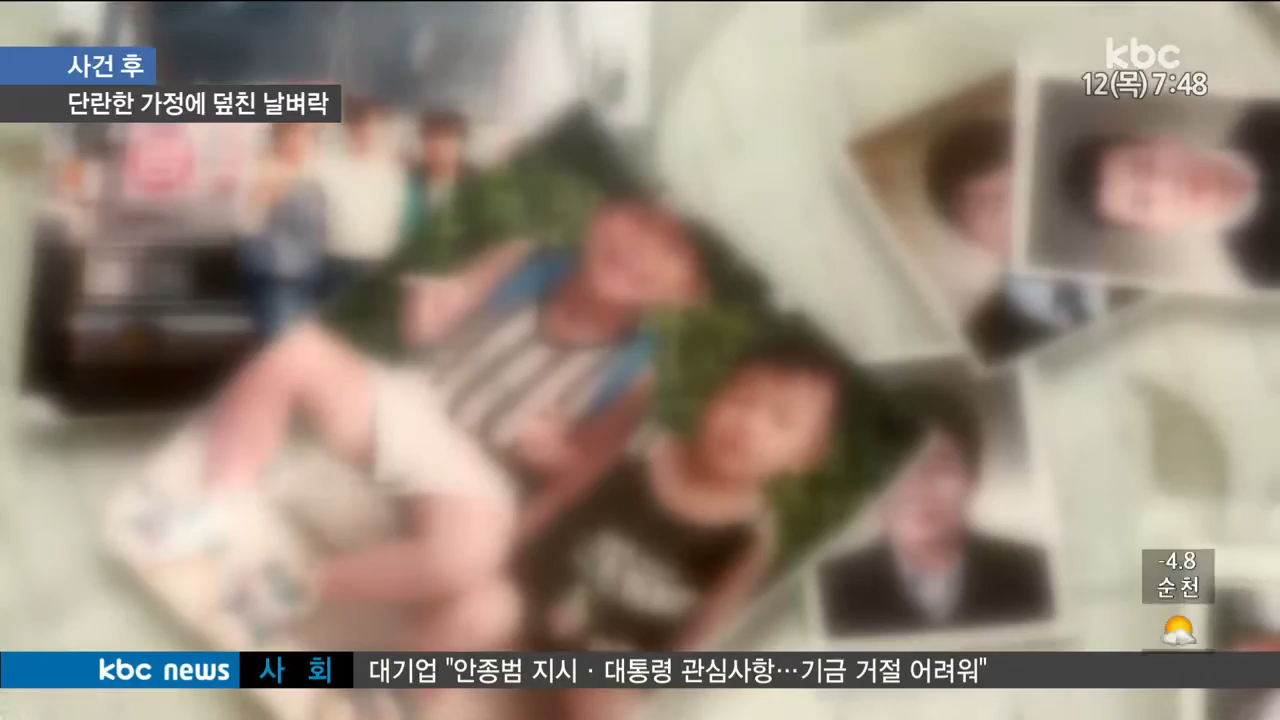 사건 후
단란한 가정에 덮친 날벼락
kbc
12(목) 7:48
-4.8
순천
kbc news 사 회 대기업 "안종범 지시·대통령 관심사항…기금 거절 어려워"